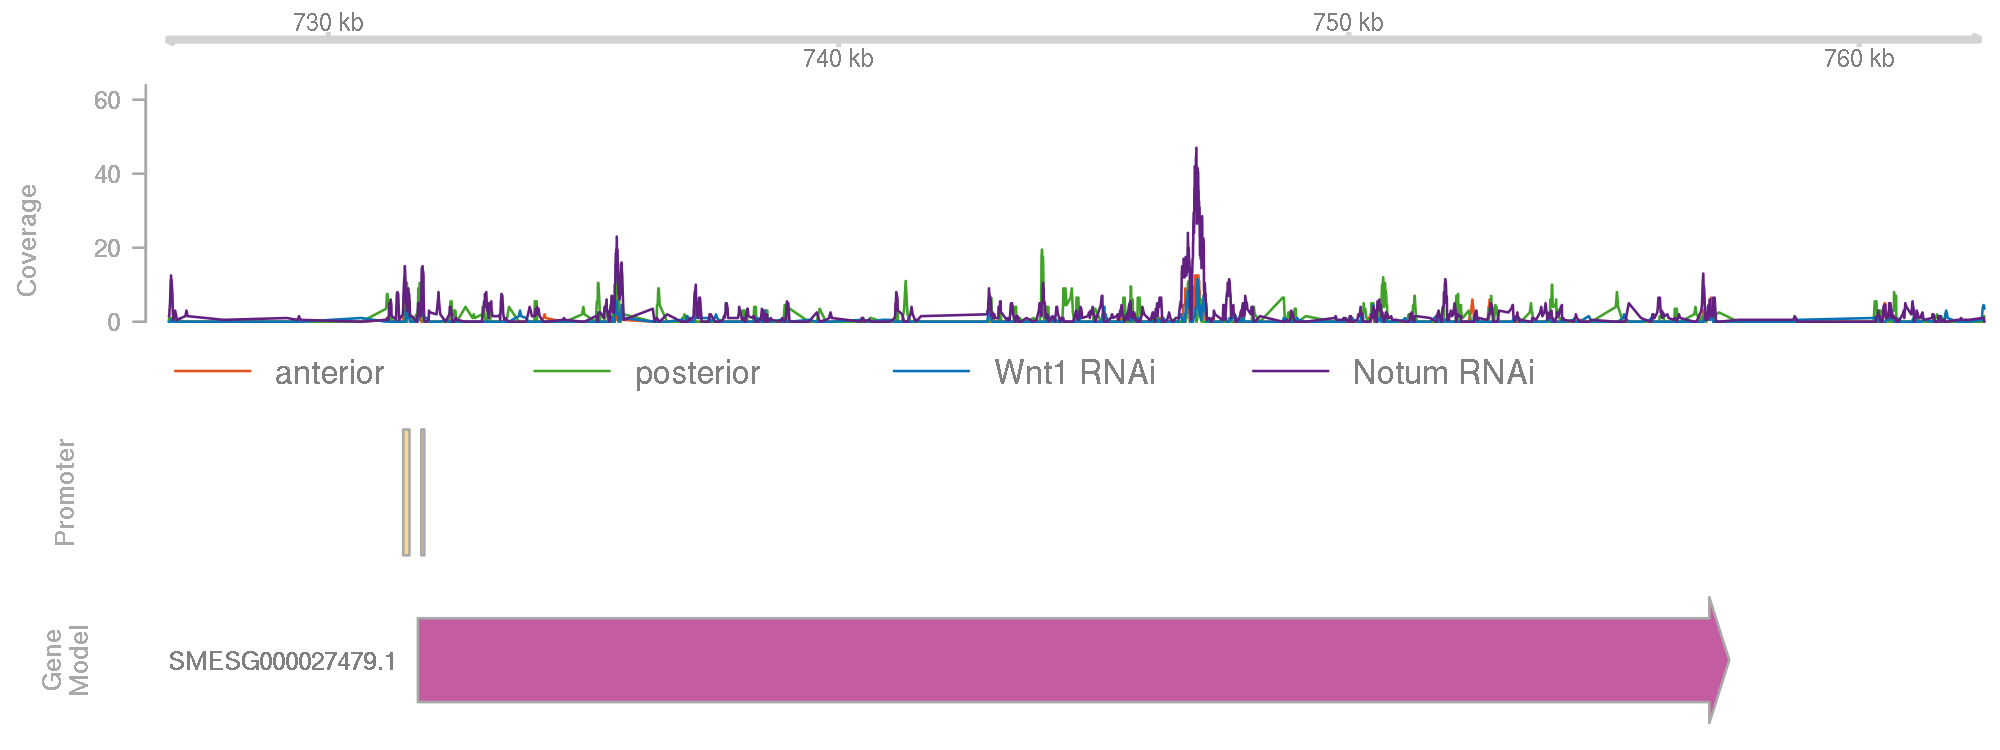 730 kb
750 kb
740 kb
760 kb
Coverage
60
40
20
0
anterior posterior Wnt1 RNAi Notum RNAi
Promoter
Gene
Model
SMESG000027479.1